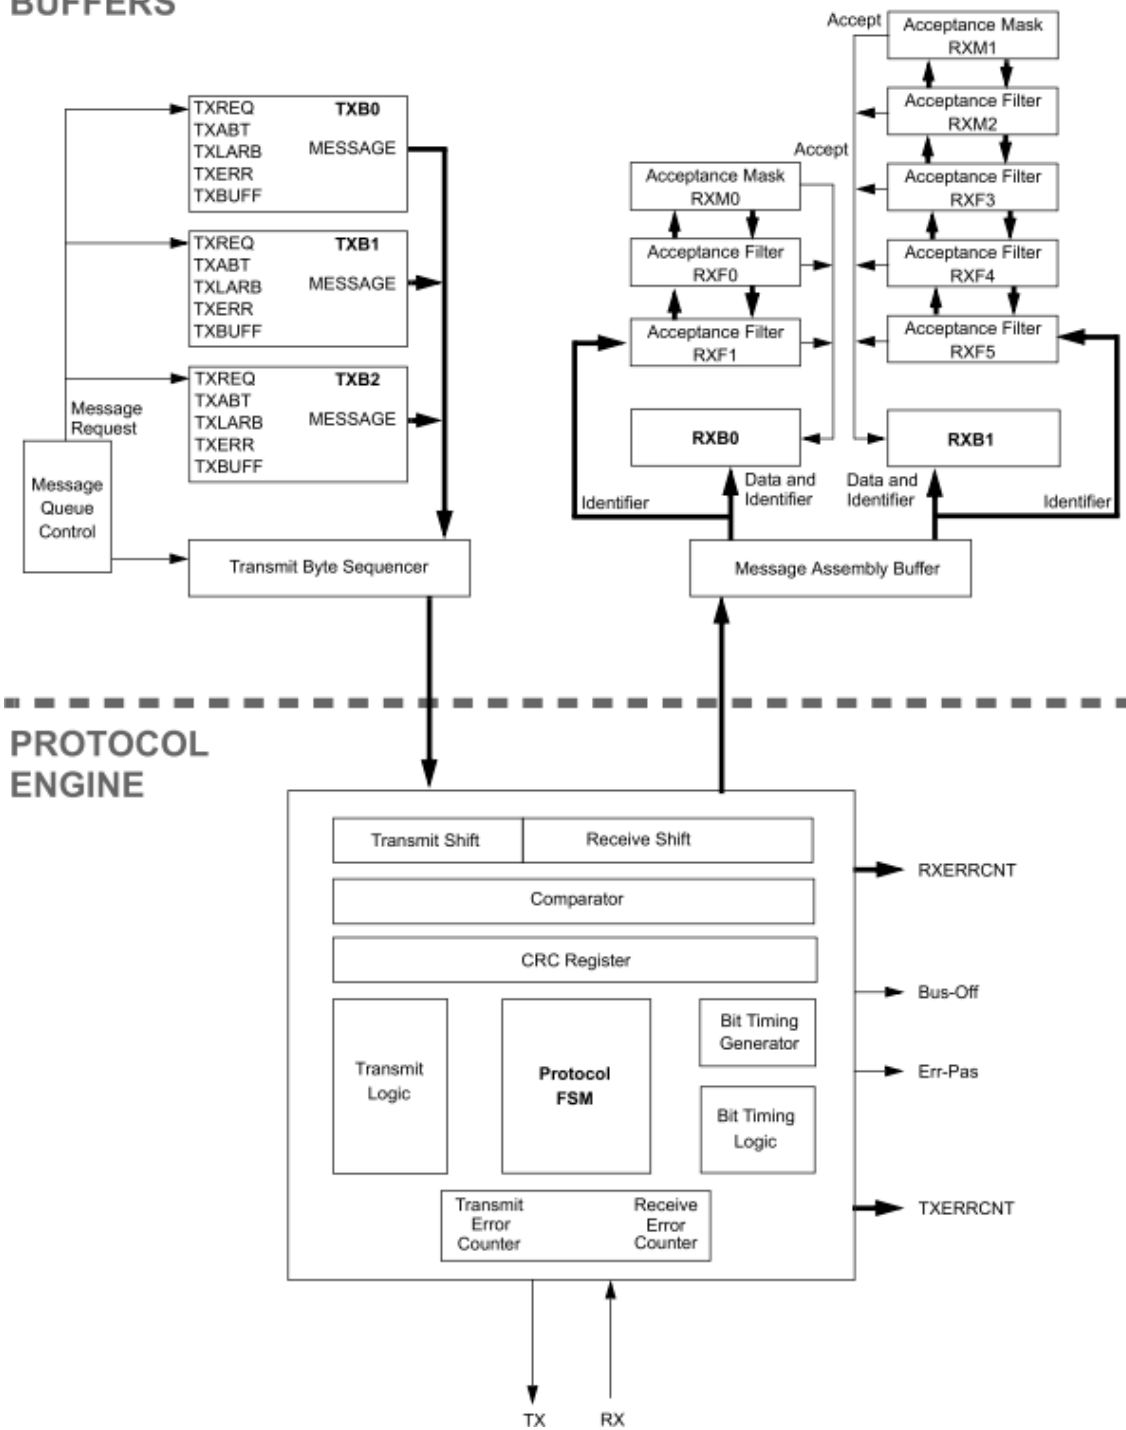 BUFFERS
TXREQ
TXB0
TXABT
TXLARB
MESSAGE
TXERR
TXBUFF
TXREQ
TXB1
TXABT
TXLARB
MESSAGE
TXERR
TXBUFF
TXREQ
TXB2
TXABT
TXLARB
MESSAGE
TXERR
TXBUFF
Message
Request
Message
Queue
Control
Transmit Byte Sequencer
Accept
Acceptance Mask
RXM0
Acceptance Filter
RXF0
Acceptance Filter
RXF1
RXB0
Accept
Acceptance Mask
RXM1
Acceptance Filter
RXM2
Acceptance Filter
RXF3
Acceptance Filter
RXF4
Acceptance Filter
RXF5
RXB1
Identifier
Data and
Identifier
Data and
Identifier
Identifier
Message Assembly Buffer
PROTOCOL
ENGINE
Transmit Shift
Receive Shift
Comparator
CRC Register
Transmit
Logic
Protocol
FSM
Bit Timing
Generator
Bit Timing
Logic
Transmit
Error
Counter
Receive
Error
Counter
RXERRCNT
Bus-Off
Err-Pas
TXERRCNT
TX
RX